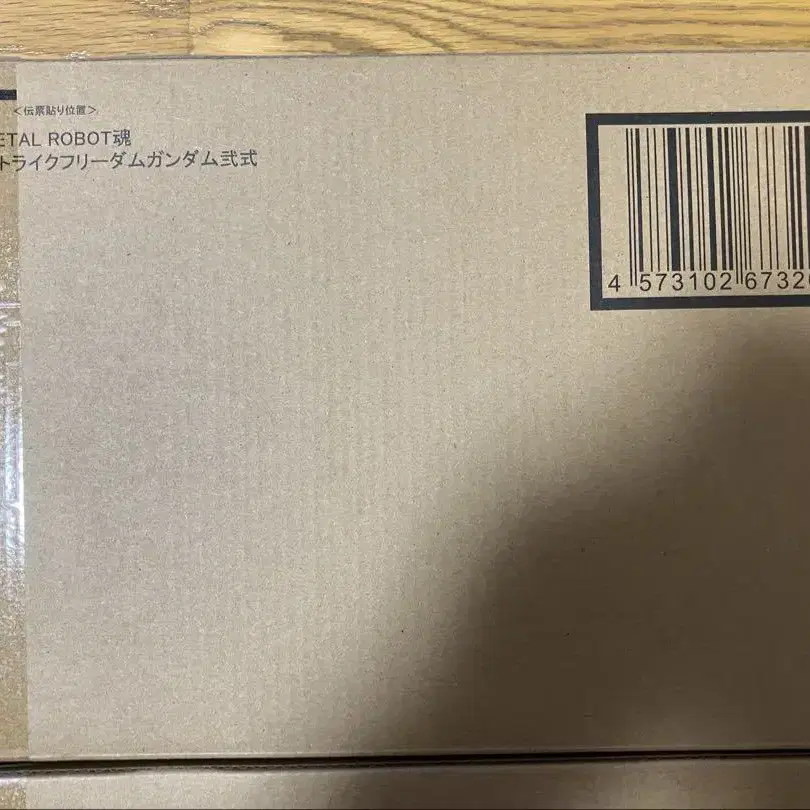 <伝票貼り位置>
ETAL ROBOT魂
トライクフリーダムガンダム弐式
4 573102 67320